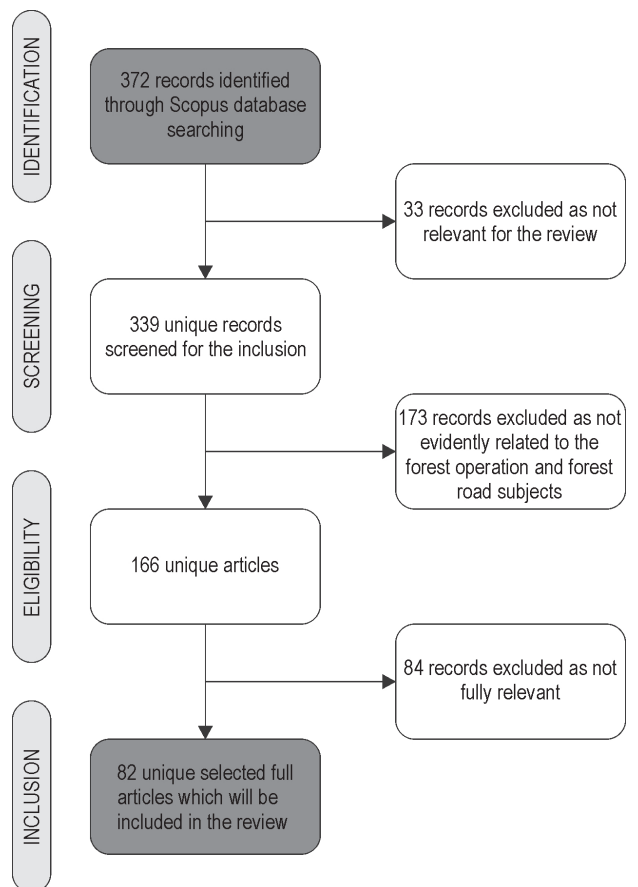 IDENTIFICATION
372 records identified
through Scopus database
searching
33 records excluded as not
relevant for the review
SCREENING
339 unique records
screened for the inclusion
173 records excluded as not
evidently related to the
forest operation and forest
road subjects
ELIGIBILITY
166 unique articles
84 records excluded as not
fully relevant
INCLUSION
82 unique selected full
articles which will be
included in the review